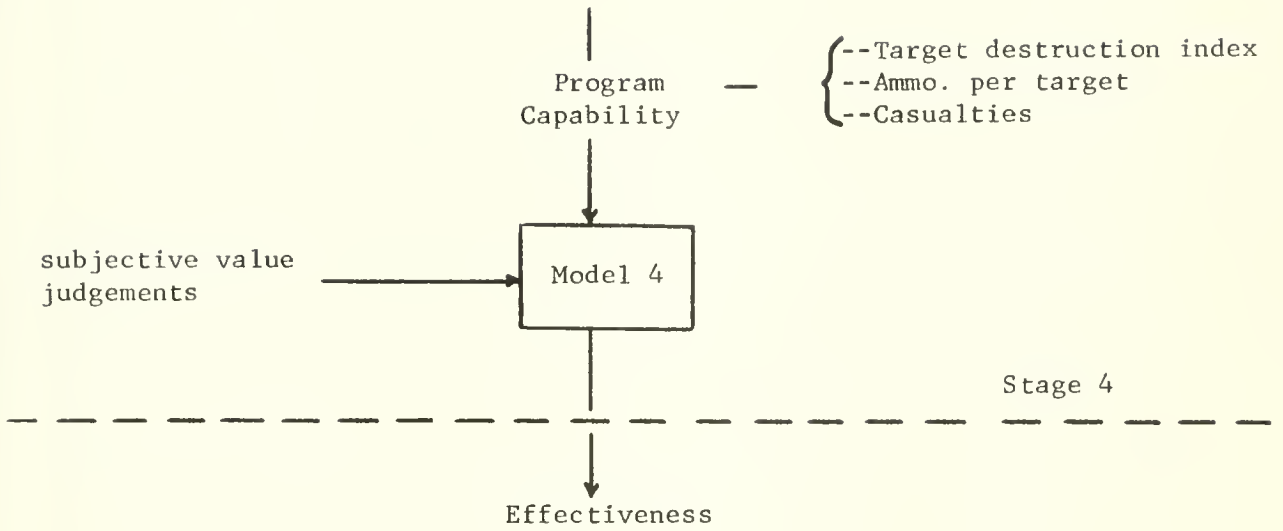 Program
Capability
--Target destruction index
--Ammo. per target
--Casualties
subjective value
judgements
Model 4
Stage 4
Effectiveness